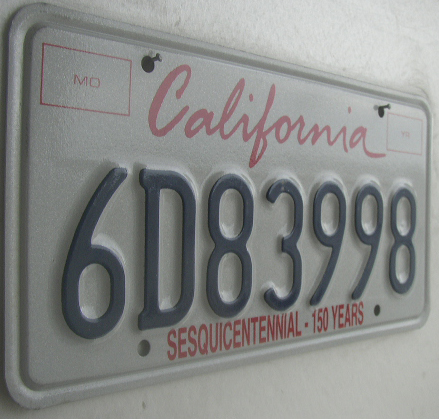 MO
California
6D83998
SESQUICENTENNIAL - 150 YEARS